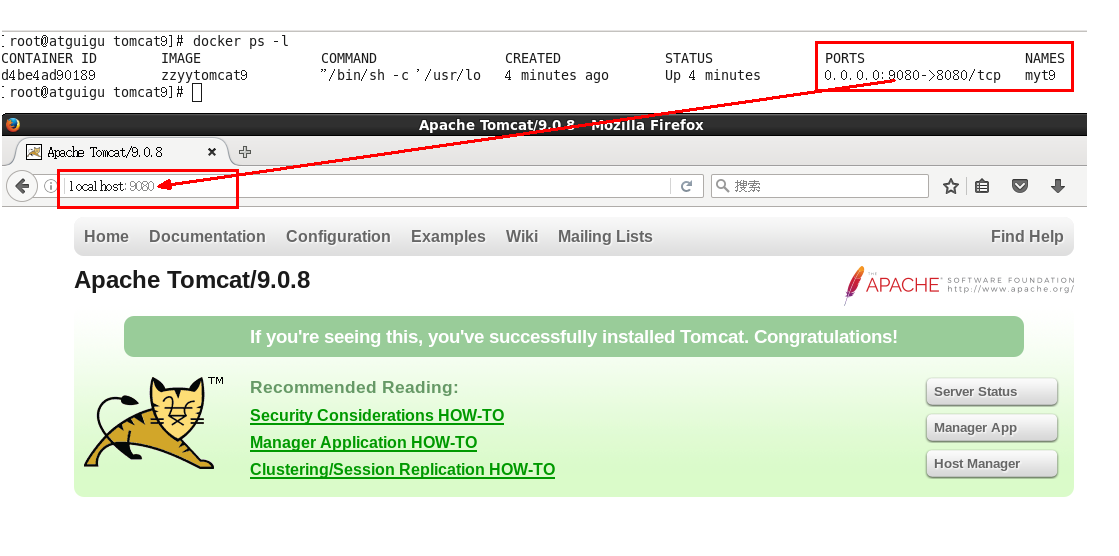 [root@atguigu tomcat9]# docker ps -l
CONTAINER ID IMAGE COMMAND CREATED STATUS PORTS NAMES
d4be4ad90189 zzyytomcat9 "/bin/sh -c '/usr/lo 4 minutes ago Up 4 minutes 0.0.0.0:9080->8080/tcp myt9
[root@atguigu tomcat9]#
Apache Tomcat/9.0.8 - Mozilla Firefox
Apache Tomcat/9.0.8
localhost:9080 搜索
Home Documentation Configuration Examples Wiki Mailing Lists Find Help
Apache Tomcat/9.0.8
THE APACHE SOFTWARE FOUNDATION
http://www.apache.org/
If you're seeing this, you've successfully installed Tomcat. Congratulations!
TM
Recommended Reading:
Security Considerations HOW-TO
Manager Application HOW-TO
Clustering/Session Replication HOW-TO
Server Status
Manager App
Host Manager